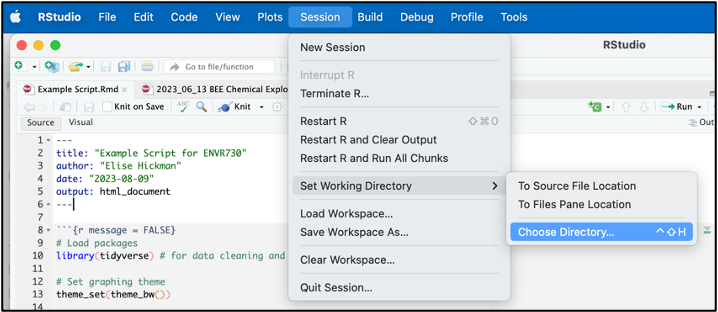 RStudio File Edit Code View Plots Session Build Debug Profile Tools
RStudio
New Session
Interrupt R
Terminate R...
Restart R ⇧⌘0
Restart R and Clear Output
Restart R and Run All Chunks
Set Working Directory
To Source File Location
To Files Pane Location
Choose Directory... ^⇧H
Load Workspace...
Save Workspace As...
Clear Workspace...
Quit Session...
Go to file/function
Example Script.Rmd 2023_06_13 BEE Chemical Explo
Knit on Save ABC Knit Run
Source Visual Out
1 ---
2 title: "Example Script for ENVR730"
3 author: "Elise Hickman"
4 date: "2023-08-09"
5 output: html_document
6 ---
7
8 ```{r message = FALSE}
9 # Load packages
10 library(tidyverse) # for data cleaning and
11
12 # Set graphing theme
13 theme_set(theme_bw())
14